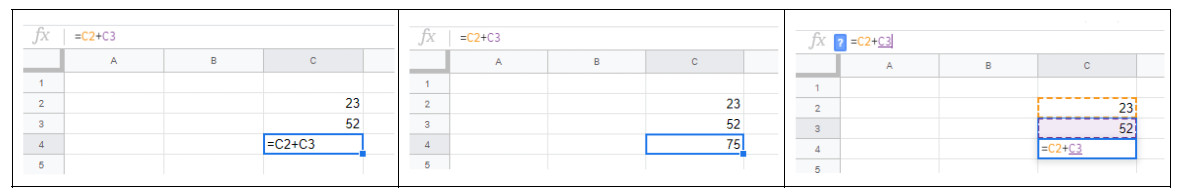 fx =C2+C3
A B C
1
2 23
3 52
4 =C2+C3
5
fx =C2+C3
A B C
1
2 23
3 52
4 75
5
fx ? =C2+C3
A B C
1
2 23
3 52
4 =C2+C3
5